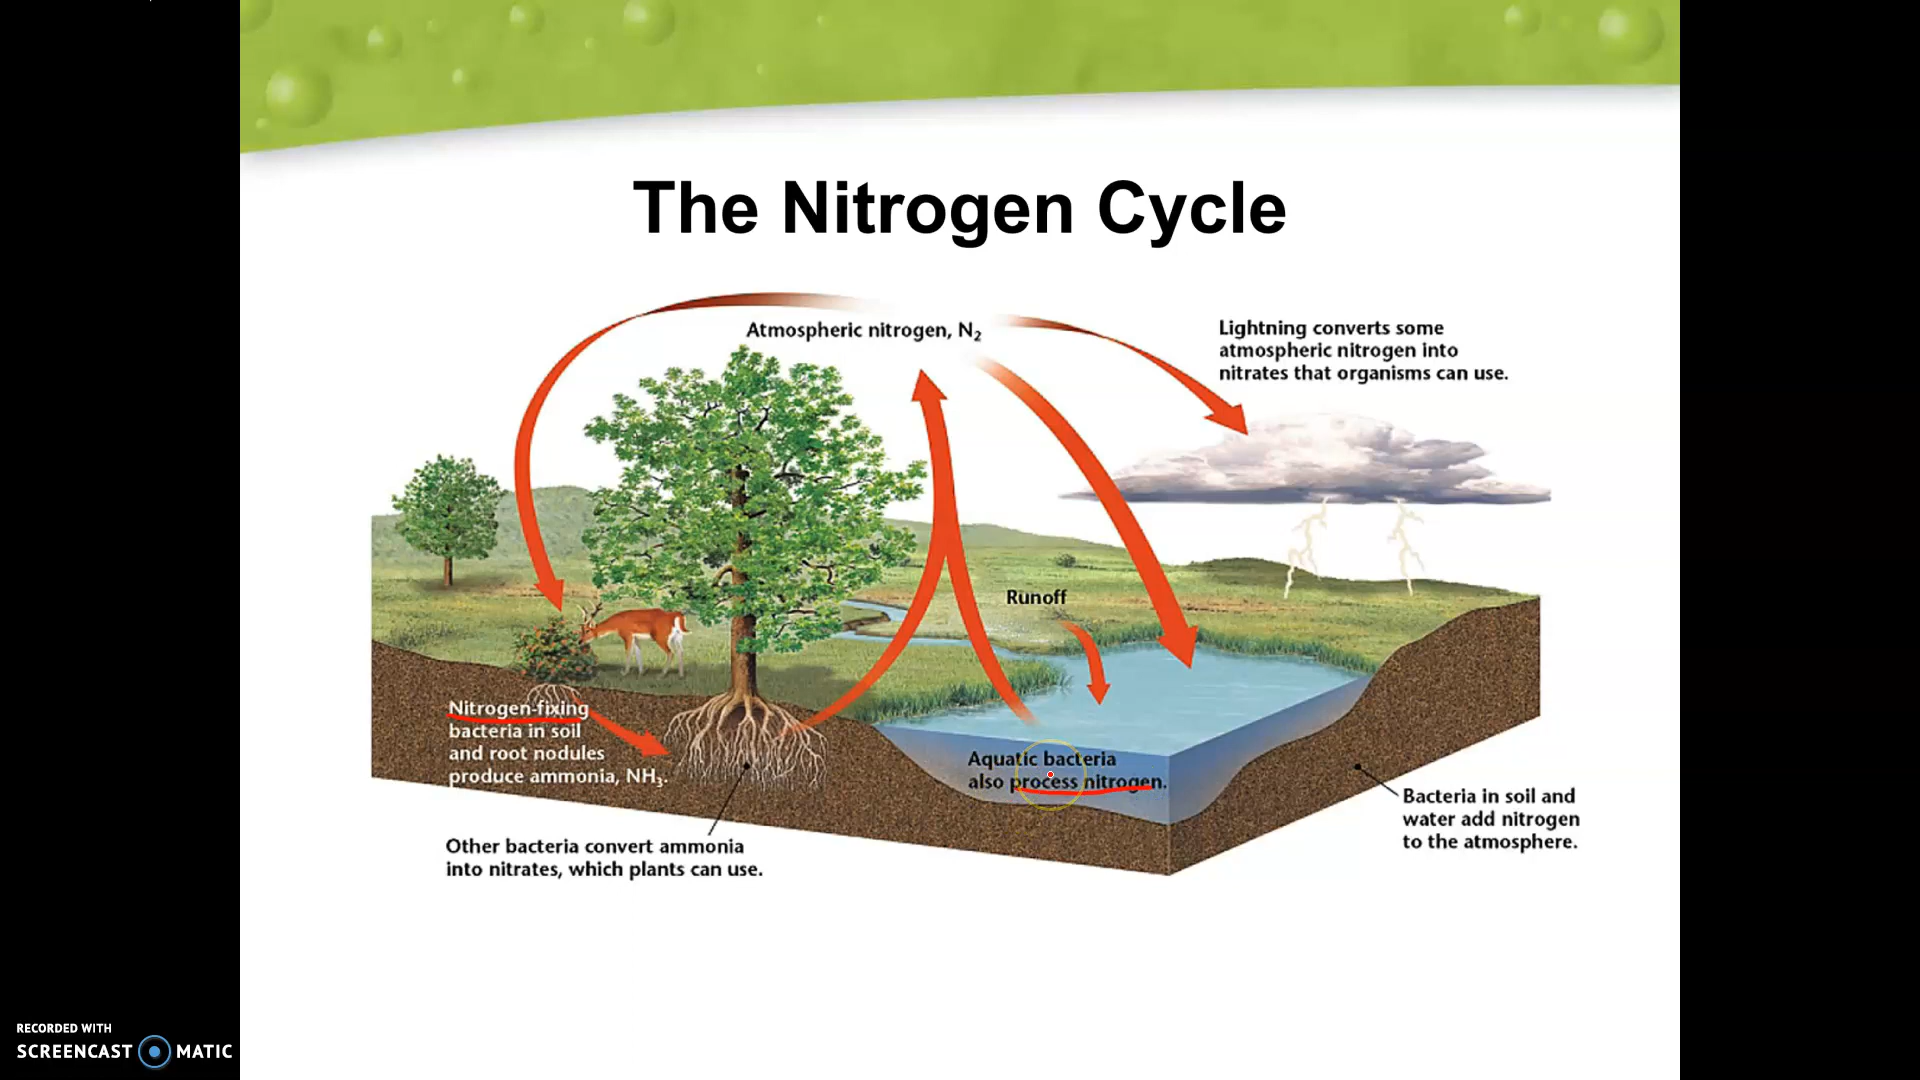 The Nitrogen Cycle
Atmospheric nitrogen, N₂
Lightning converts some
atmospheric nitrogen into
nitrates that organisms can use.
Runoff
Nitrogen-fixing
bacteria in soil
and root nodules
produce ammonia, NH₃.
Aquatic bacteria
also process nitrogen.
Bacteria in soil and
water add nitrogen
to the atmosphere.
Other bacteria convert ammonia
into nitrates, which plants can use.
RECORDED WITH
SCREENCAST MATIC